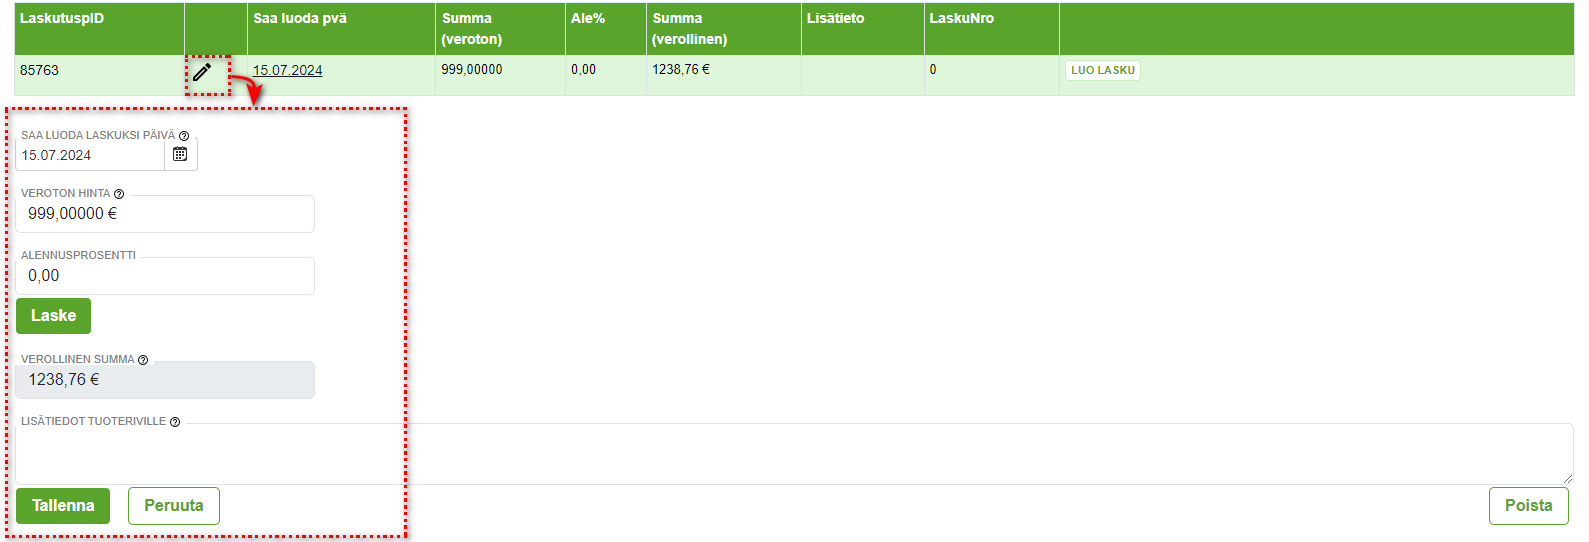 LaskutuspID Saa luoda pvä Summa (veroton) Ale% Summa (verollinen) Lisätieto LaskuNro
85763 15.07.2024 999,00000 0,00 1238,76 € 0 LUO LASKU
SAA LUODA LASKUKSI PÄIVÄ
15.07.2024
VEROTON HINTA
999,00000 €
ALENNUSPROSENTTI
0,00
Laske
VEROLLINEN SUMMA
1238,76 €
LISÄTIEDOT TUOTERIVILLE
Tallenna Peruuta Poista